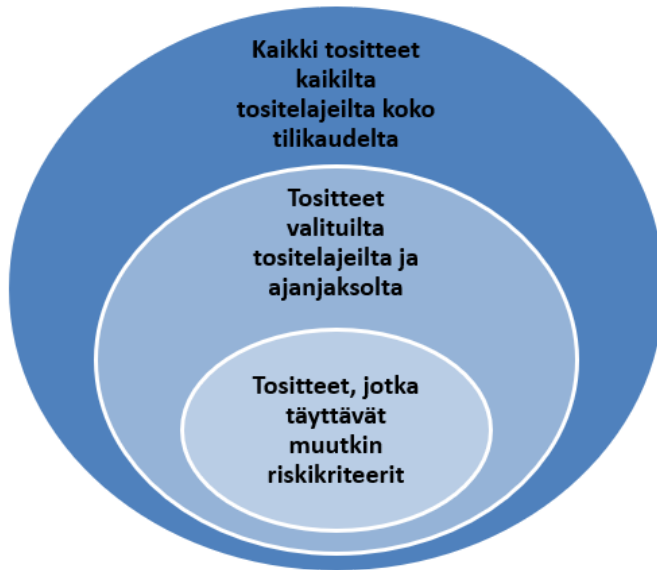 Kaikki tositteet
kaikilta
tositelajeilta koko
tilikaudelta
Tositteet
valituilta
tositelajeilta ja
ajanjaksolta
Tositteet, jotka
täyttävät
muutkin
riskikriteerit